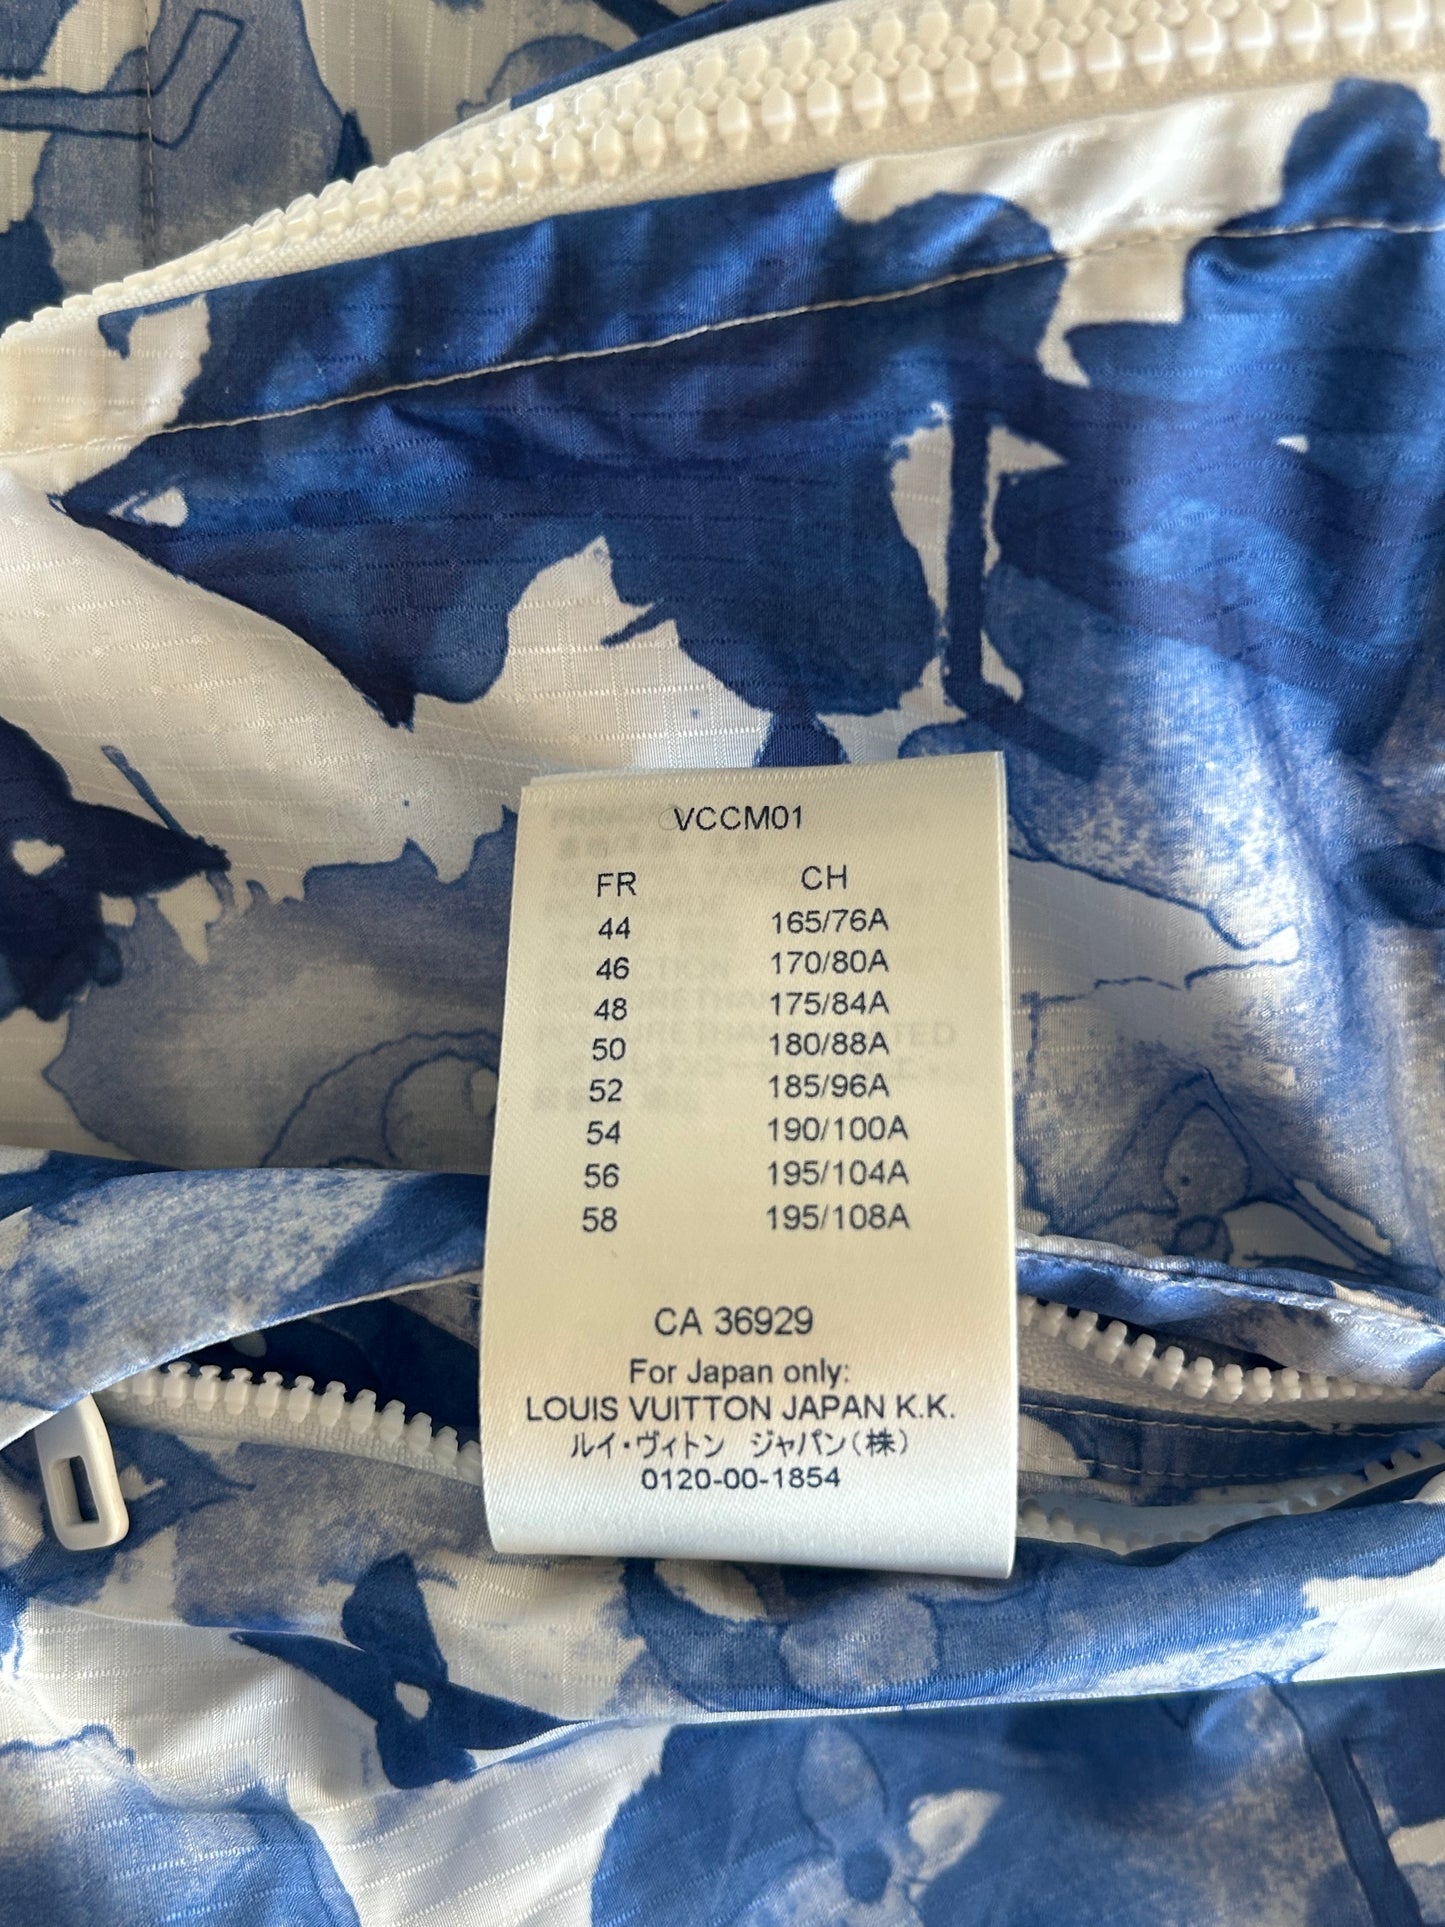 VCCM01
FR CH
44 165/76A
46 170/80A
48 175/84A
50 180/88A
52 185/96A
54 190/100A
56 195/104A
58 195/108A
CA 36929
For Japan only:
LOUIS VUITTON JAPAN K.K.
ルイ・ヴィトン ジャパン(株)
0120-00-1854